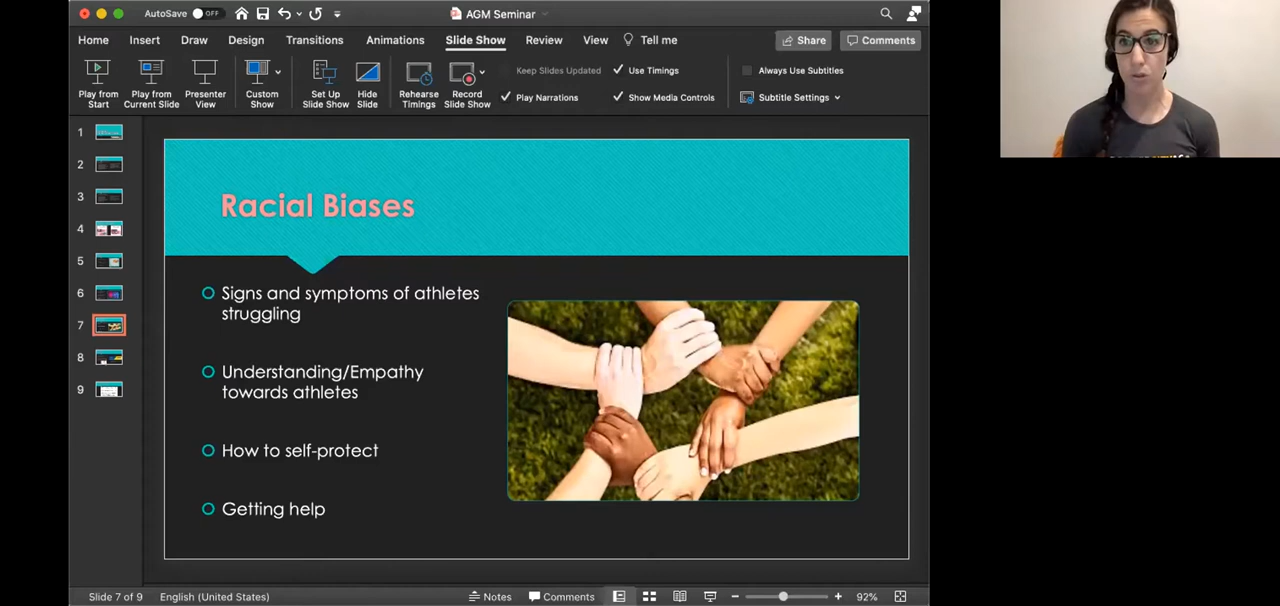 AutoSave OFF
AGM Seminar
Home Insert Draw Design Transitions Animations Slide Show Review View Tell me Share Comments
Play from Start
Play from Current Slide
Presenter View
Custom Show
Set Up Slide Show
Hide Slide
Rehearse Timings
Record Slide Show
Keep Slides Updated
Play Narrations
Use Timings
Show Media Controls
Always Use Subtitles
Subtitle Settings
1
2
3
4
5
6
7
8
9
Racial Biases
Signs and symptoms of athletes
struggling
Understanding/Empathy
towards athletes
How to self-protect
Getting help
Slide 7 of 9 English (United States) Notes Comments 92%